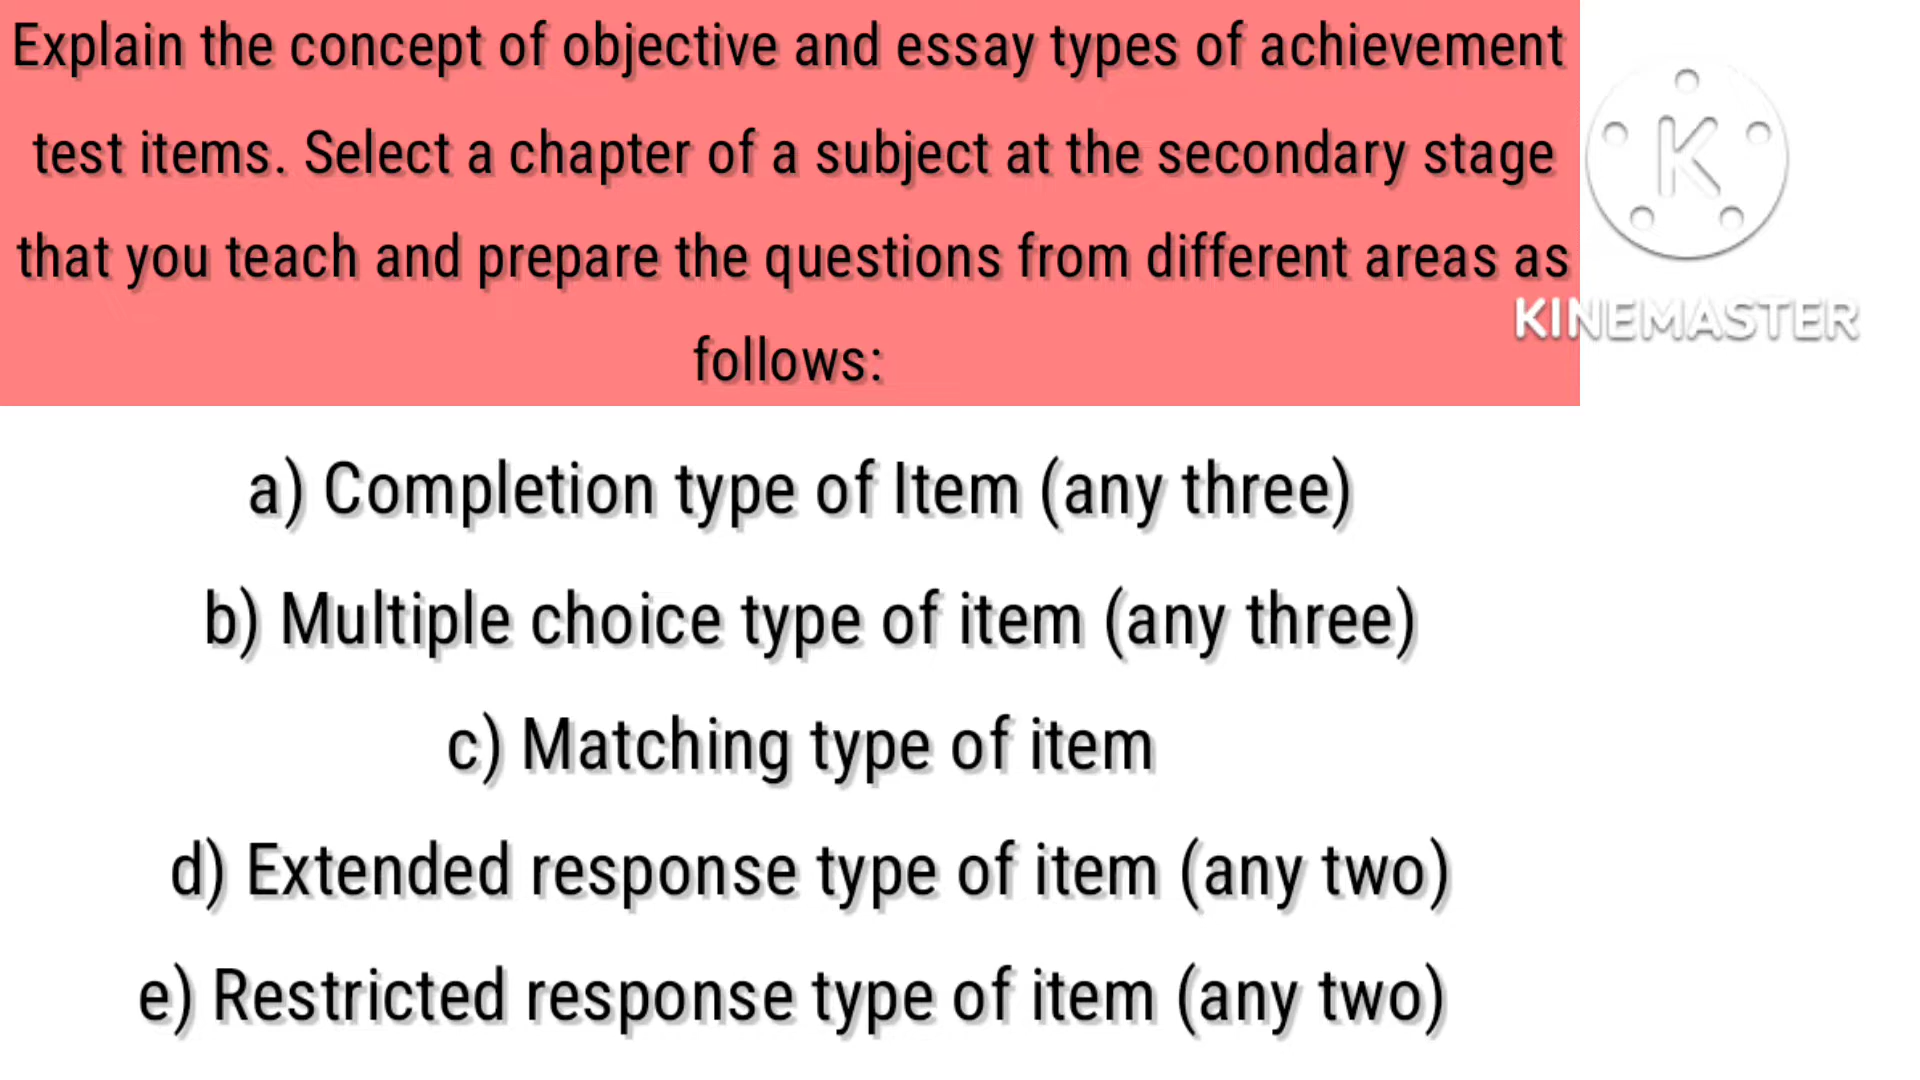 Explain the concept of objective and essay types of achievement
test items. Select a chapter of a subject at the secondary stage
that you teach and prepare the questions from different areas as
follows:
K
KINEMASTER
a) Completion type of Item (any three)
b) Multiple choice type of item (any three)
c) Matching type of item
d) Extended response type of item (any two)
e) Restricted response type of item (any two)